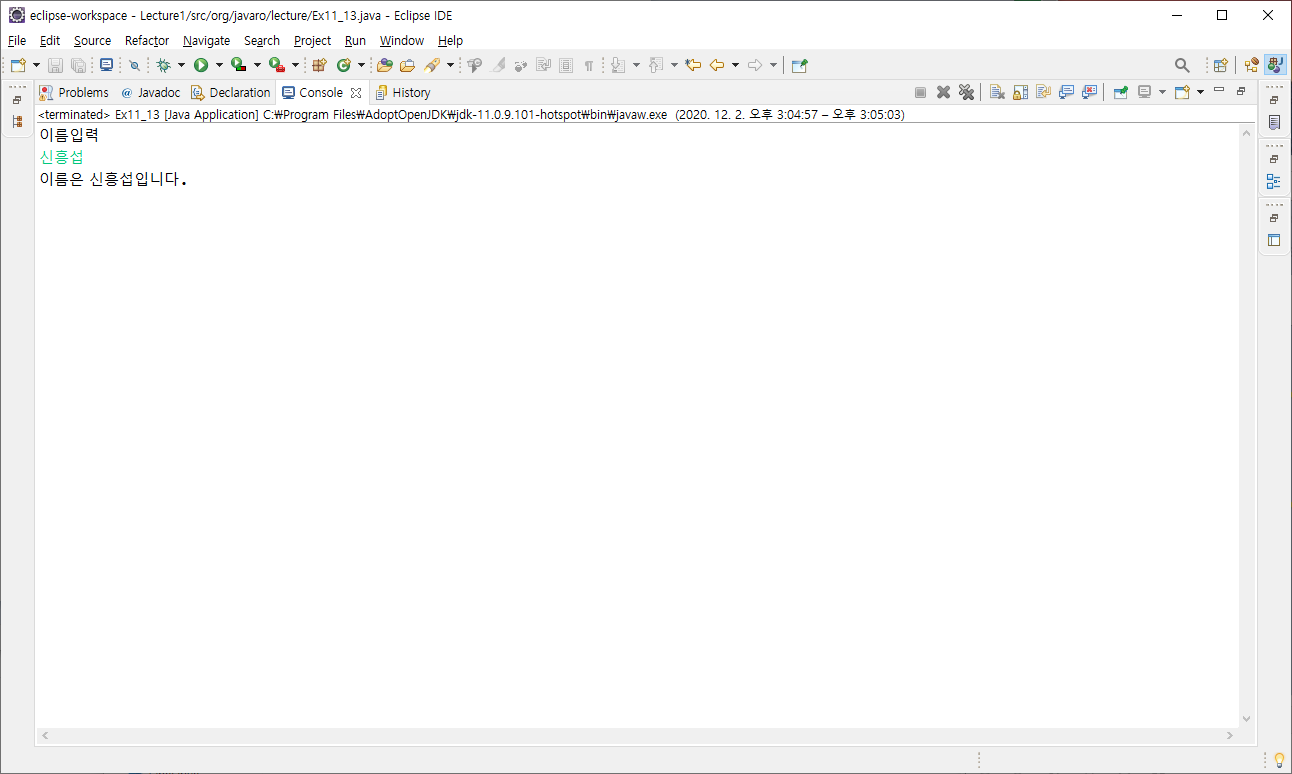 eclipse-workspace - Lecture1/src/org/javaro/lecture/Ex11_13.java - Eclipse IDE
File Edit Source Refactor Navigate Search Project Run Window Help
Problems @ Javadoc Declaration Console History
<terminated> Ex11_13 [Java Application] C:₩Program Files₩AdoptOpenJDK₩jdk-11.0.9.101-hotspot₩bin₩javaw.exe (2020. 12. 2. 오후 3:04:57 – 오후 3:05:03)
이름입력
신흥섭
이름은 신흥섭입니다.